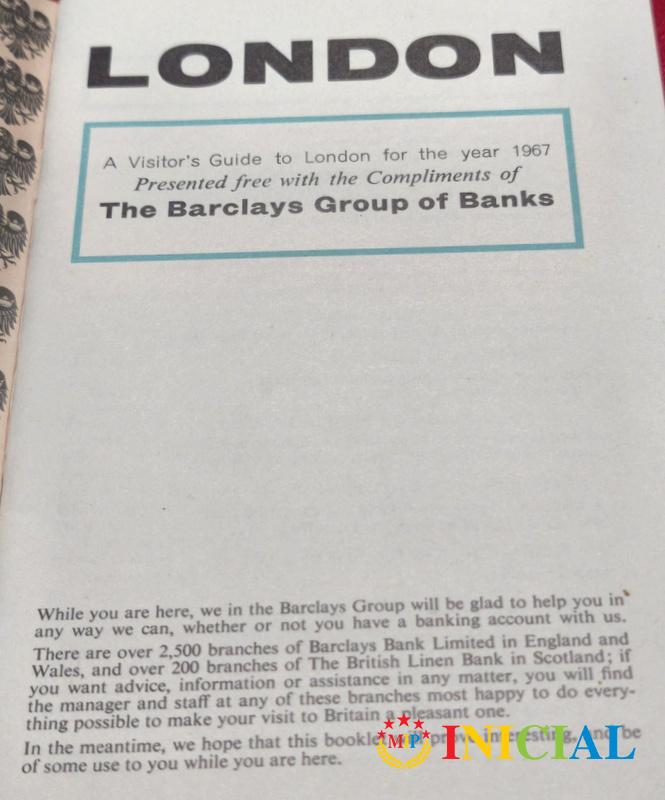 LONDON
A Visitor's Guide to London for the year 1967
Presented free with the Compliments of
The Barclays Group of Banks
While you are here, we in the Barclays Group will be glad to help you in
any way we can, whether or not you have a banking account with us.
There are over 2,500 branches of Barclays Bank Limited in England and
Wales, and over 200 branches of The British Linen Bank in Scotland; if
you want advice, information or assistance in any matter, you will find
the manager and staff at any of these branches most happy to do every-
thing possible to make your visit to Britain a pleasant one.
In the meantime, we hope that this booklet will prove interesting, and be
of some use to you while you are here.
MP INICIAL